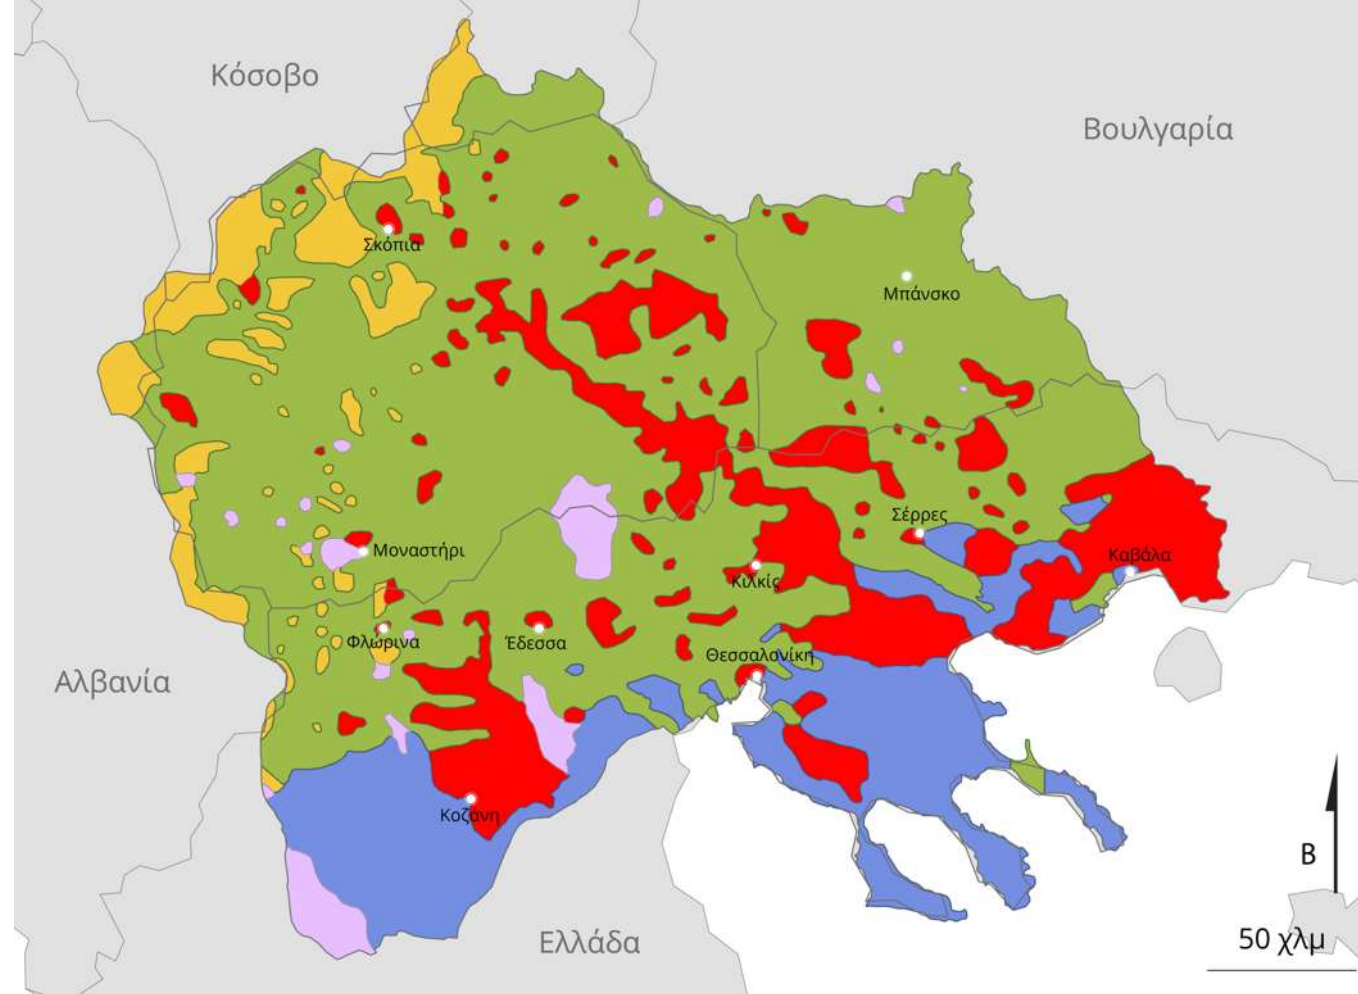 Κόσοβο
Βουλγαρία
Σκόπια
Μπάνσκο
Σέρρες
Μοναστήρι
Καβάλα
Κιλκίς
Φλώρινα
Έδεσσα
Θεσσαλονίκη
Αλβανία
Κοζάνη
Β
Ελλάδα
50 χλμ